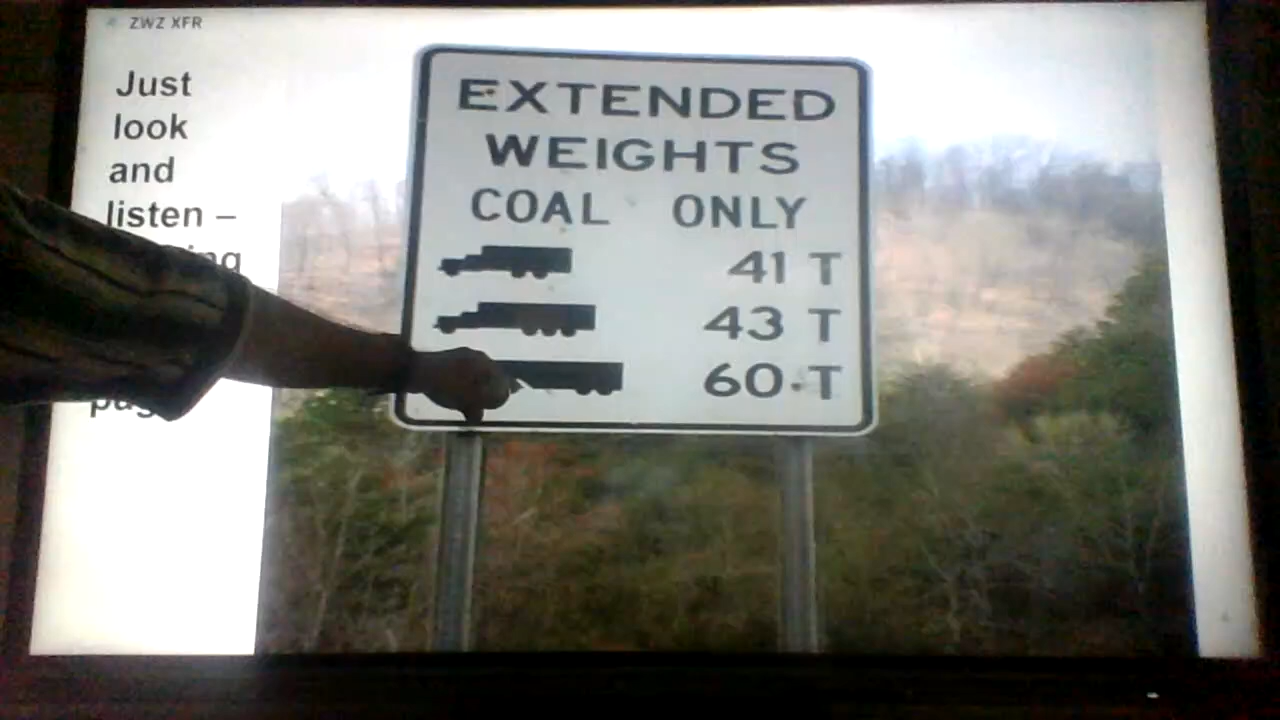 ZWZ XFR
Just
look
and
listen –
EXTENDED
WEIGHTS
COAL ONLY
41 T
43 T
60 T